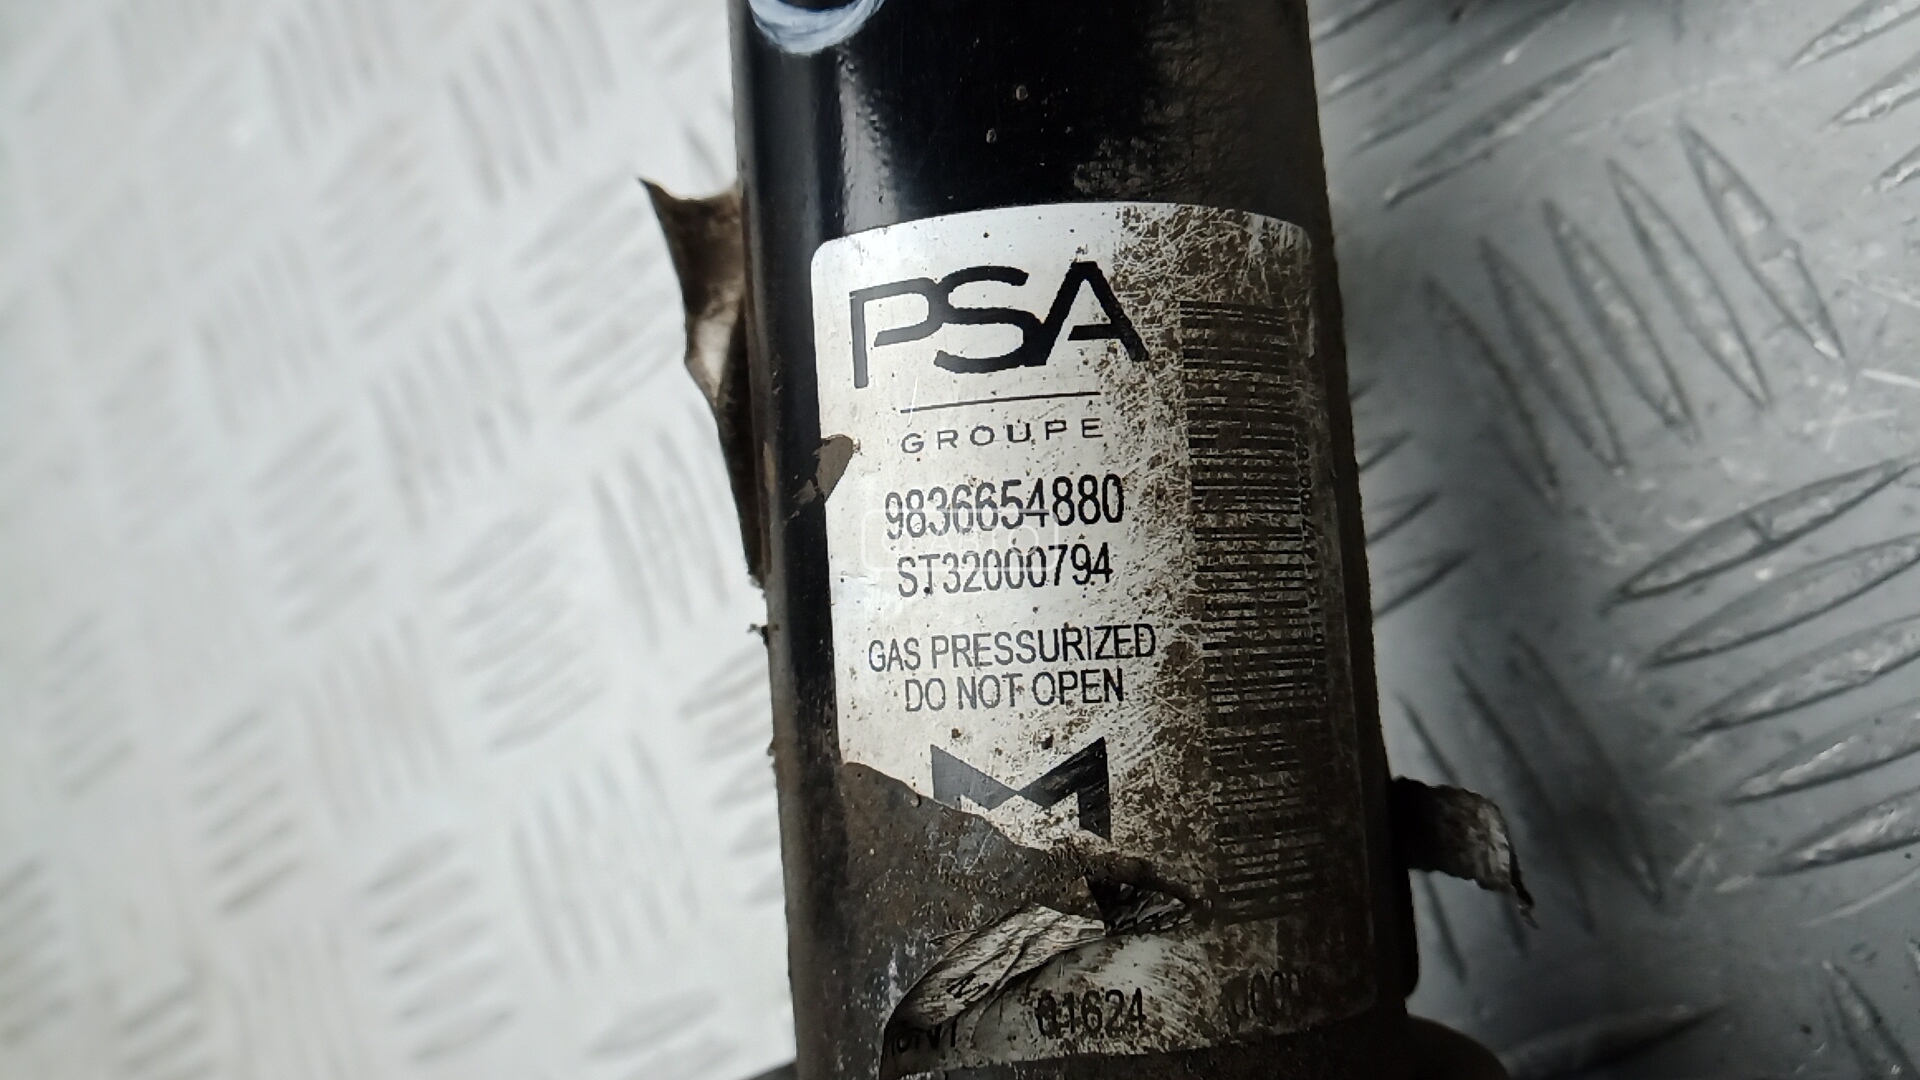 PSA
GROUPE
9836654880
ST32000794
GAS PRESSURIZED
DO NOT OPEN
01624